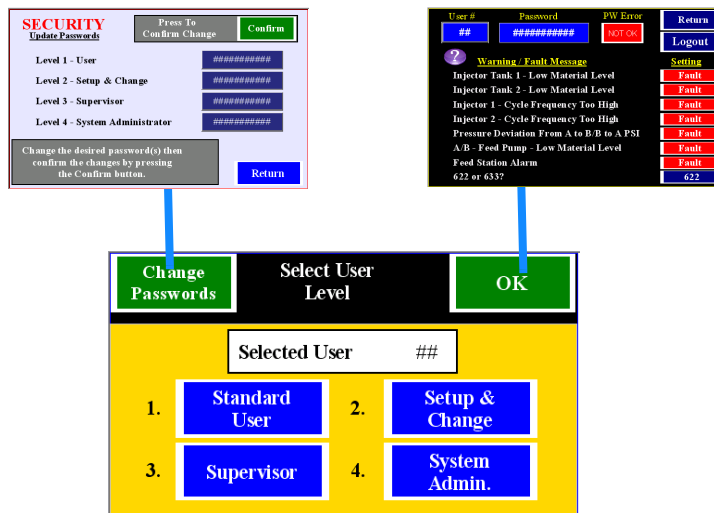 SECURITY
Update Passwords
Press To
Confirm Change
Confirm
Level 1 - User
###########
Level 2 - Setup & Change
###########
Level 3 - Supervisor
###########
Level 4 - System Administrator
###########
Change the desired password(s) then
confirm the changes by pressing
the Confirm button.
Return
User #
Password
PW Error
Return
##
###########
NOT OK
Logout
?
Warning / Fault Message
Setting
Injector Tank 1 - Low Material Level
Fault
Injector Tank 2 - Low Material Level
Fault
Injector 1 - Cycle Frequency Too High
Fault
Injector 2 - Cycle Frequency Too High
Fault
Pressure Deviation From A to B/B to A PSI
Fault
A/B - Feed Pump - Low Material Level
Fault
Feed Station Alarm
Fault
622 or 633?
622
Change
Passwords
Select User
Level
OK
Selected User ##
1. Standard
User
2. Setup &
Change
3. Supervisor
4. System
Admin.